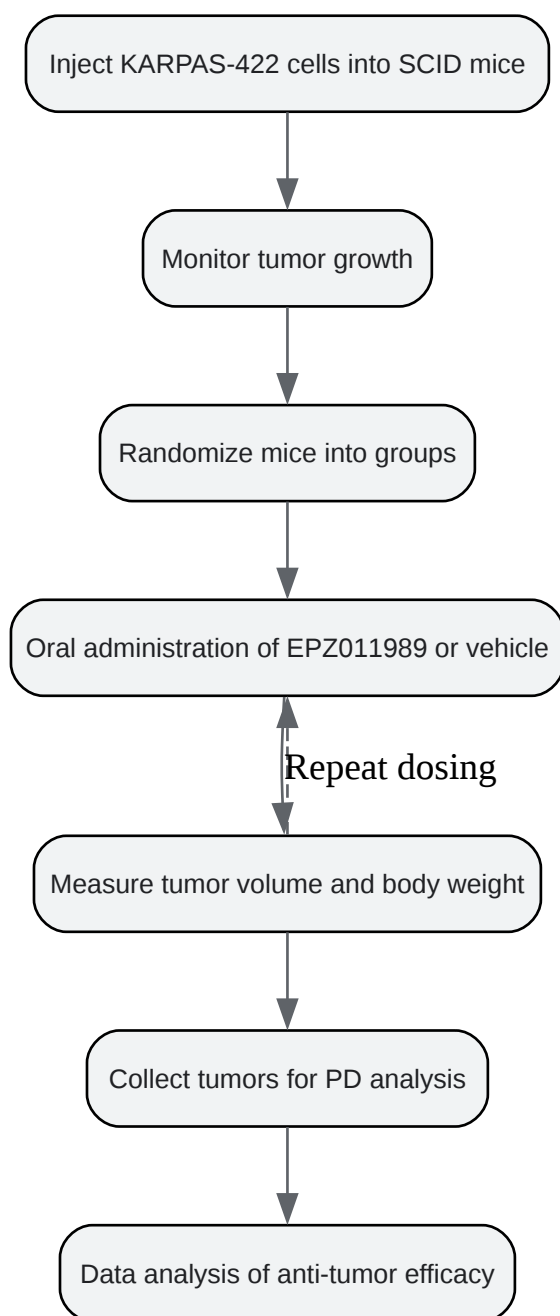 Inject KARPAS-422 cells into SCID mice
Monitor tumor growth
Randomize mice into groups
Oral administration of EPZ011989 or vehicle
Repeat dosing
Measure tumor volume and body weight
Collect tumors for PD analysis
Data analysis of anti-tumor efficacy